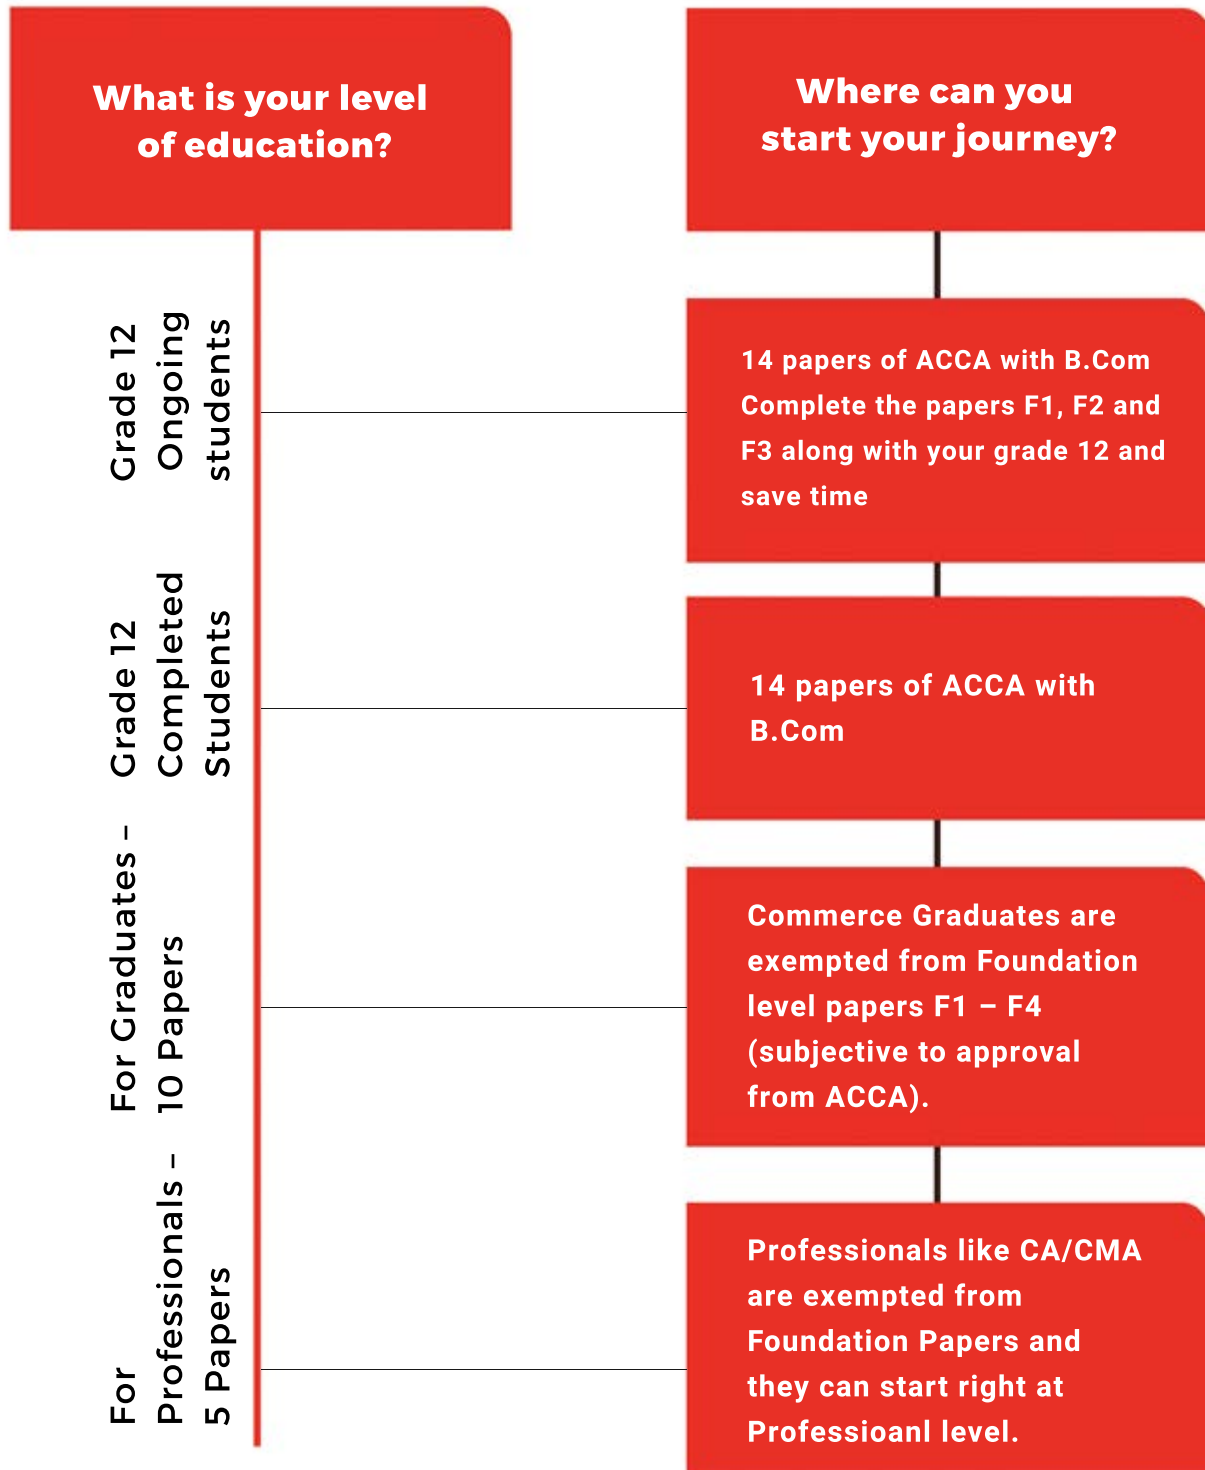 What is your level
of education?
Where can you
start your journey?
Grade 12
Ongoing
students
14 papers of ACCA with B.Com
Complete the papers F1, F2 and
F3 along with your grade 12 and
save time
Grade 12
Completed
Students
14 papers of ACCA with
B.Com
For Graduates –
10 Papers
Commerce Graduates are
exempted from Foundation
level papers F1 – F4
(subjective to approval
from ACCA).
For
Professionals –
5 Papers
Professionals like CA/CMA
are exempted from
Foundation Papers and
they can start right at
Professioanl level.